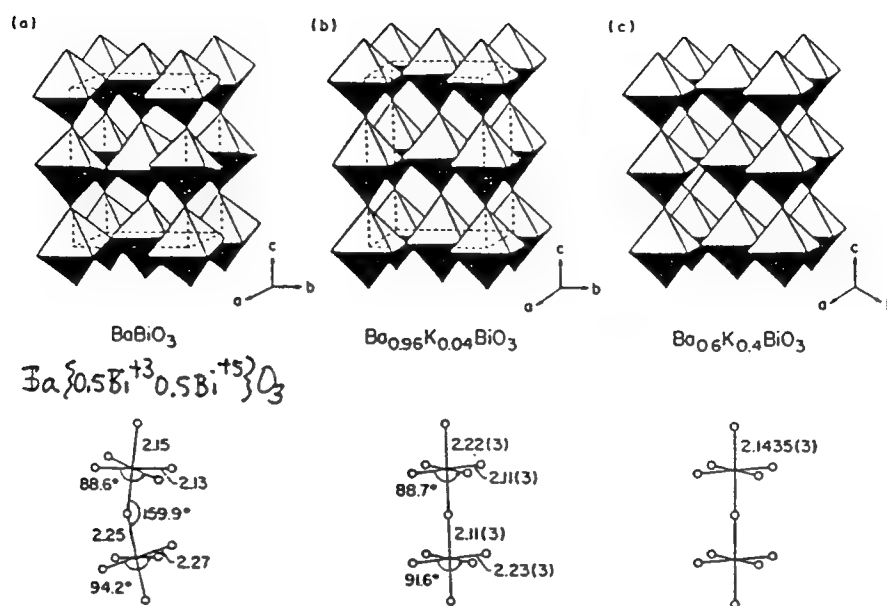 (a) (b) (c)
c c c
a b a b a
BaBiO₃ Ba₀.₉₆K₀.₀₄BiO₃ Ba₀.₆K₀.₄BiO₃
Ba{0.5Bi⁺³ 0.5Bi⁺⁵}O₃
2.15 2.22(3) 2.1435(3)
2.13 2.11(3)
88.6° 88.7°
159.9°
2.25 2.11(3)
2.27 2.23(3)
94.2° 91.6°